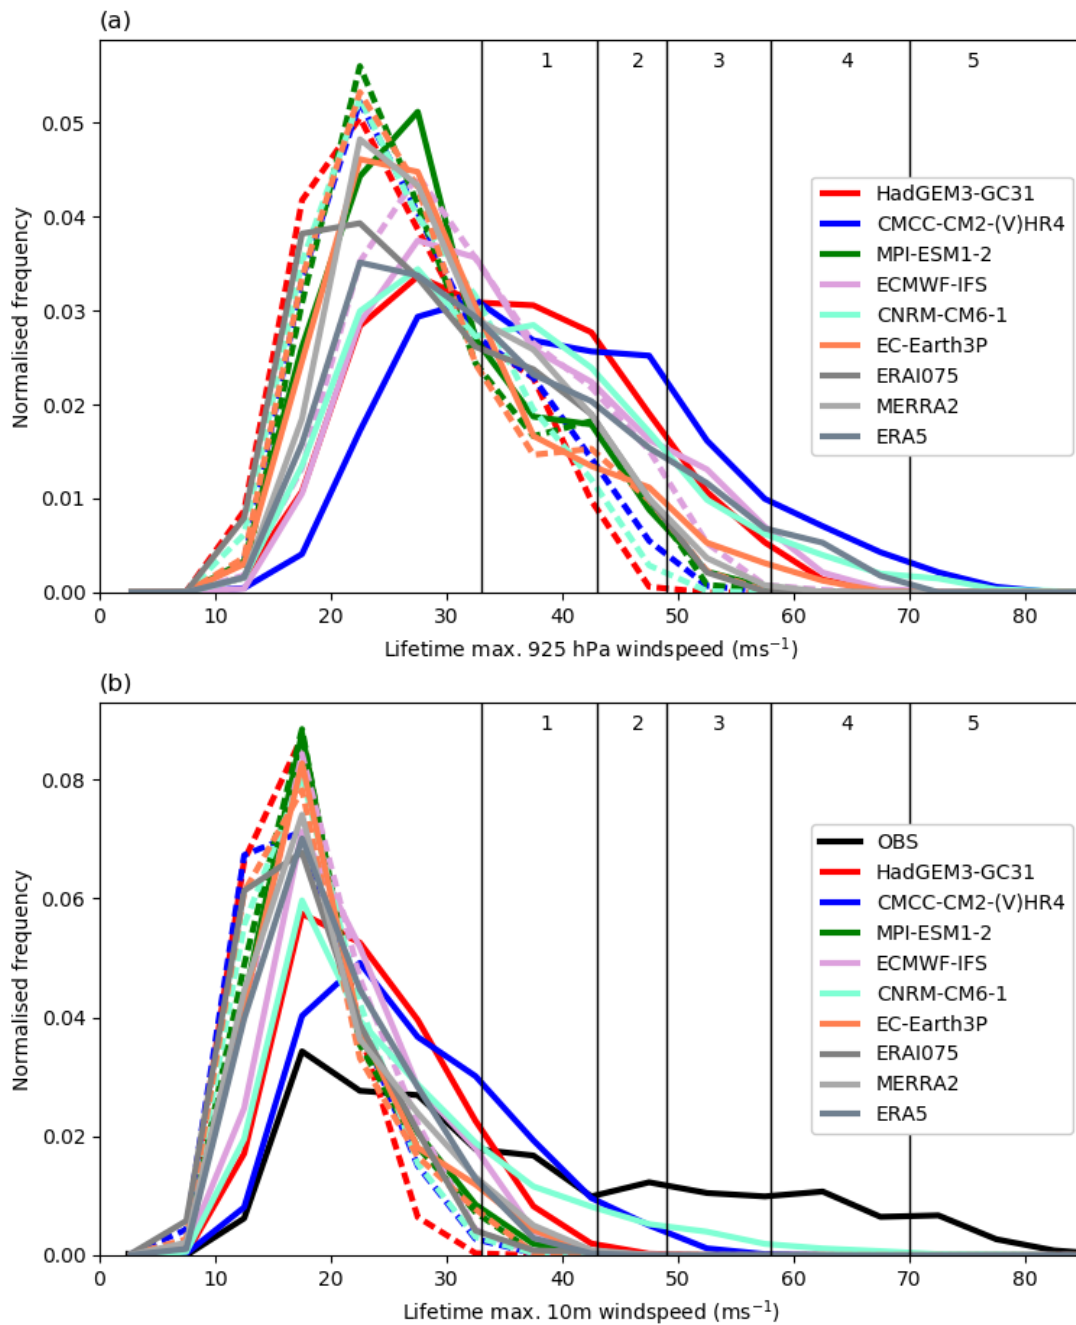 (a)
1 2 3 4 5
0.05
0.04
0.03
0.02
0.01
0.00
Normalised frequency
HadGEM3-GC31
CMCC-CM2-(V)HR4
MPI-ESM1-2
ECMWF-IFS
CNRM-CM6-1
EC-Earth3P
ERAI075
MERRA2
ERA5
0 10 20 30 40 50 60 70 80
Lifetime max. 925 hPa windspeed (ms⁻¹)
(b)
1 2 3 4 5
0.08
0.06
0.04
0.02
0.00
Normalised frequency
OBS
HadGEM3-GC31
CMCC-CM2-(V)HR4
MPI-ESM1-2
ECMWF-IFS
CNRM-CM6-1
EC-Earth3P
ERAI075
MERRA2
ERA5
0 10 20 30 40 50 60 70 80
Lifetime max. 10m windspeed (ms⁻¹)